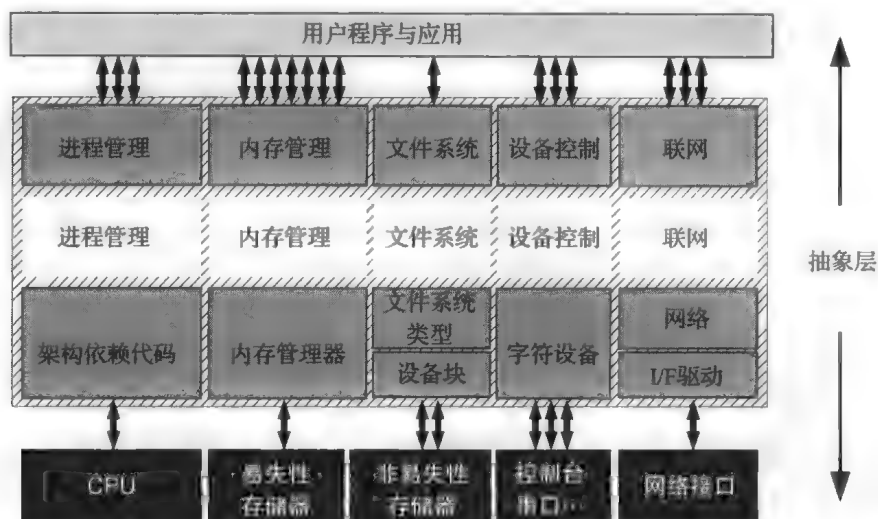 用户程序与应用
进程管理 内存管理 文件系统 设备控制 联网
进程管理 内存管理 文件系统 设备控制 联网
抽象层
架构依赖代码 内存管理器 文件系统类型 字符设备 网络
设备块 I/F驱动
CPU 易失性 非易失性 控制台 网络接口
存储器 存储器 串口